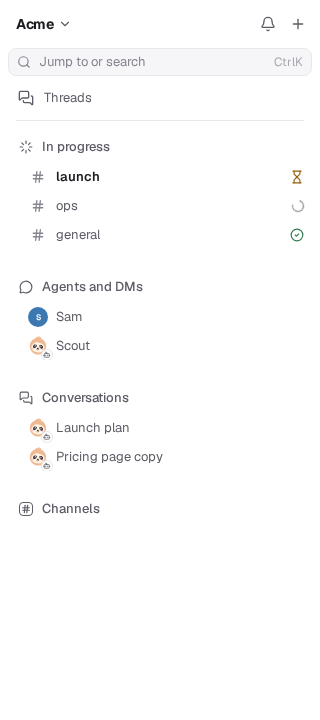 Acme
Jump to or search CtrlK
Threads
In progress
launch
ops
general
Agents and DMs
S Sam
Scout
Conversations
Launch plan
Pricing page copy
Channels